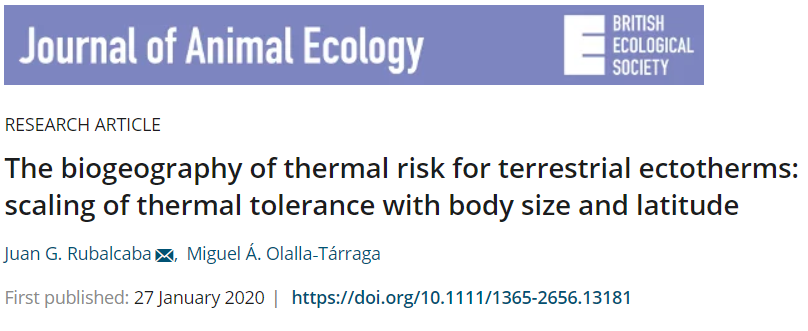 Journal of Animal Ecology
BRITISH
ECOLOGICAL
SOCIETY
RESEARCH ARTICLE
The biogeography of thermal risk for terrestrial ectotherms:
scaling of thermal tolerance with body size and latitude
Juan G. Rubalcaba, Miguel Á. Olalla-Tárraga
First published: 27 January 2020 | https://doi.org/10.1111/1365-2656.13181